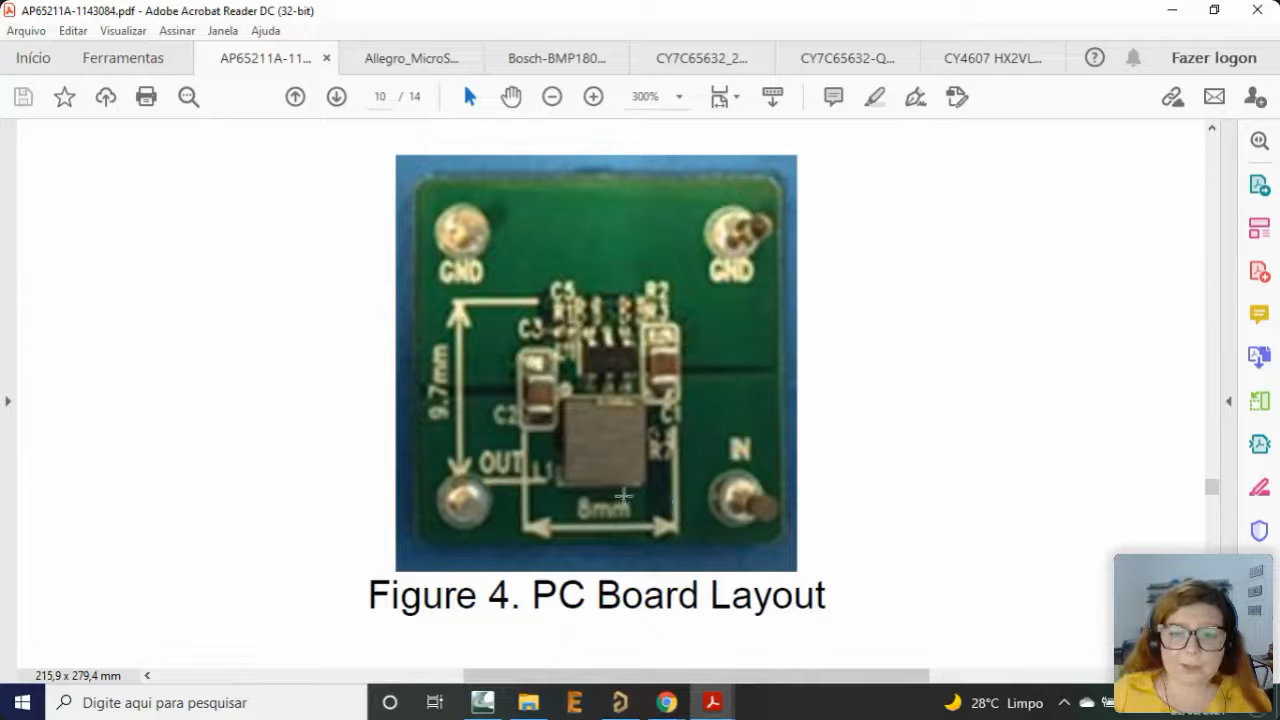 AP65211A-1143084.pdf - Adobe Acrobat Reader DC (32-bit)
Arquivo Editar Visualizar Assinar Janela Ajuda
Início Ferramentas AP65211A-11... × Allegro_MicroS... Bosch-BMP180... CY7C65632_2... CY7C65632-Q... CY4607 HX2VL... Fazer logon
10 / 14 300%
GND GND
C5 R2
C3
9.7mm
C2 C1
IN
OUT L1
8mm
Figure 4. PC Board Layout
215,9 x 279,4 mm
Digite aqui para pesquisar
28°C Limpo